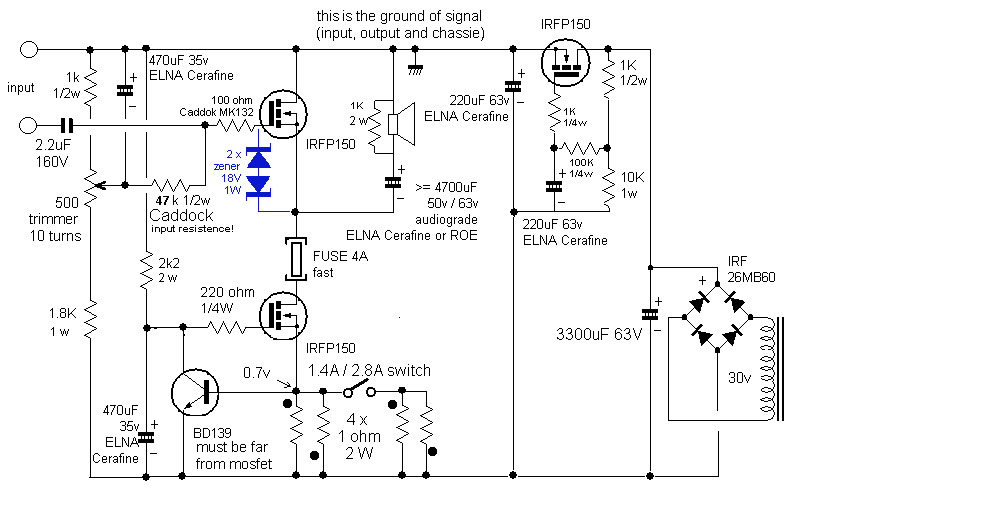 this is the ground of signal
(input, output and chassie)
IRFP150
470uF 35v
ELNA Cerafine
1k
1/2w
+
−
input
100 ohm
Caddok MK132
IRFP150
2.2uF
160V
2 x
zener
18V
1W
1K
2 w
+
−
220uF 63v
ELNA Cerafine
+
−
1K
1/4w
1K
1/2w
100K
1/4w
10K
1w
+
−
220uF 63v
ELNA Cerafine
>= 4700uF
50v / 63v
audiograde
ELNA Cerafine or ROE
500
trimmer
10 turns
47 k 1/2w
Caddock
input resistence!
FUSE 4A
fast
2k2
2 w
220 ohm
1/4W
IRFP150
1.8K
1 w
0.7v
1.4A / 2.8A switch
4 x
1 ohm
2 W
BD139
must be far
from mosfet
470uF
35v
ELNA
Cerafine
+
−
3300uF 63V
+
−
IRF
26MB60
+
30v